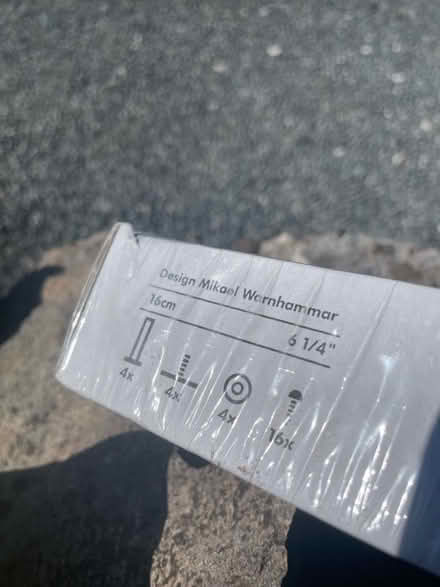 Design Mikael Warnhammar
16cm 6 1/4"
4x 4x 4x 16x